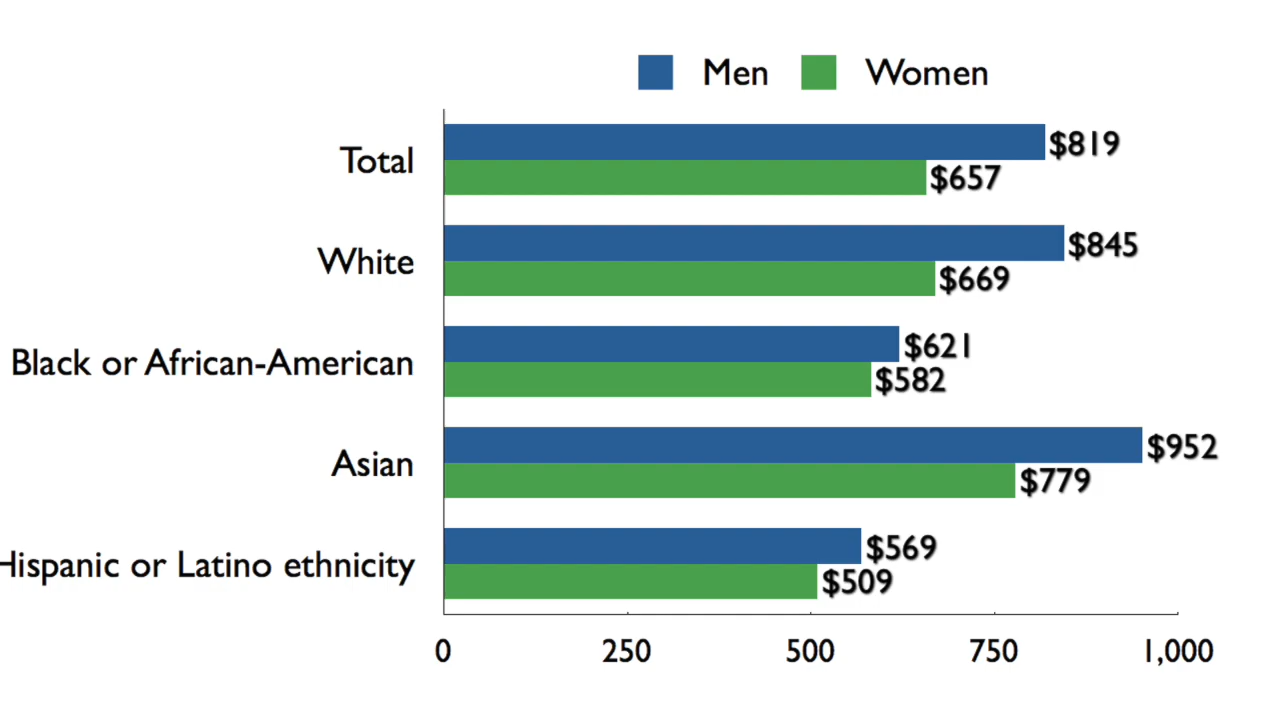 Men Women
Total
$819
$657
White
$845
$669
Black or African-American
$621
$582
Asian
$952
$779
Hispanic or Latino ethnicity
$569
$509
0 250 500 750 1,000